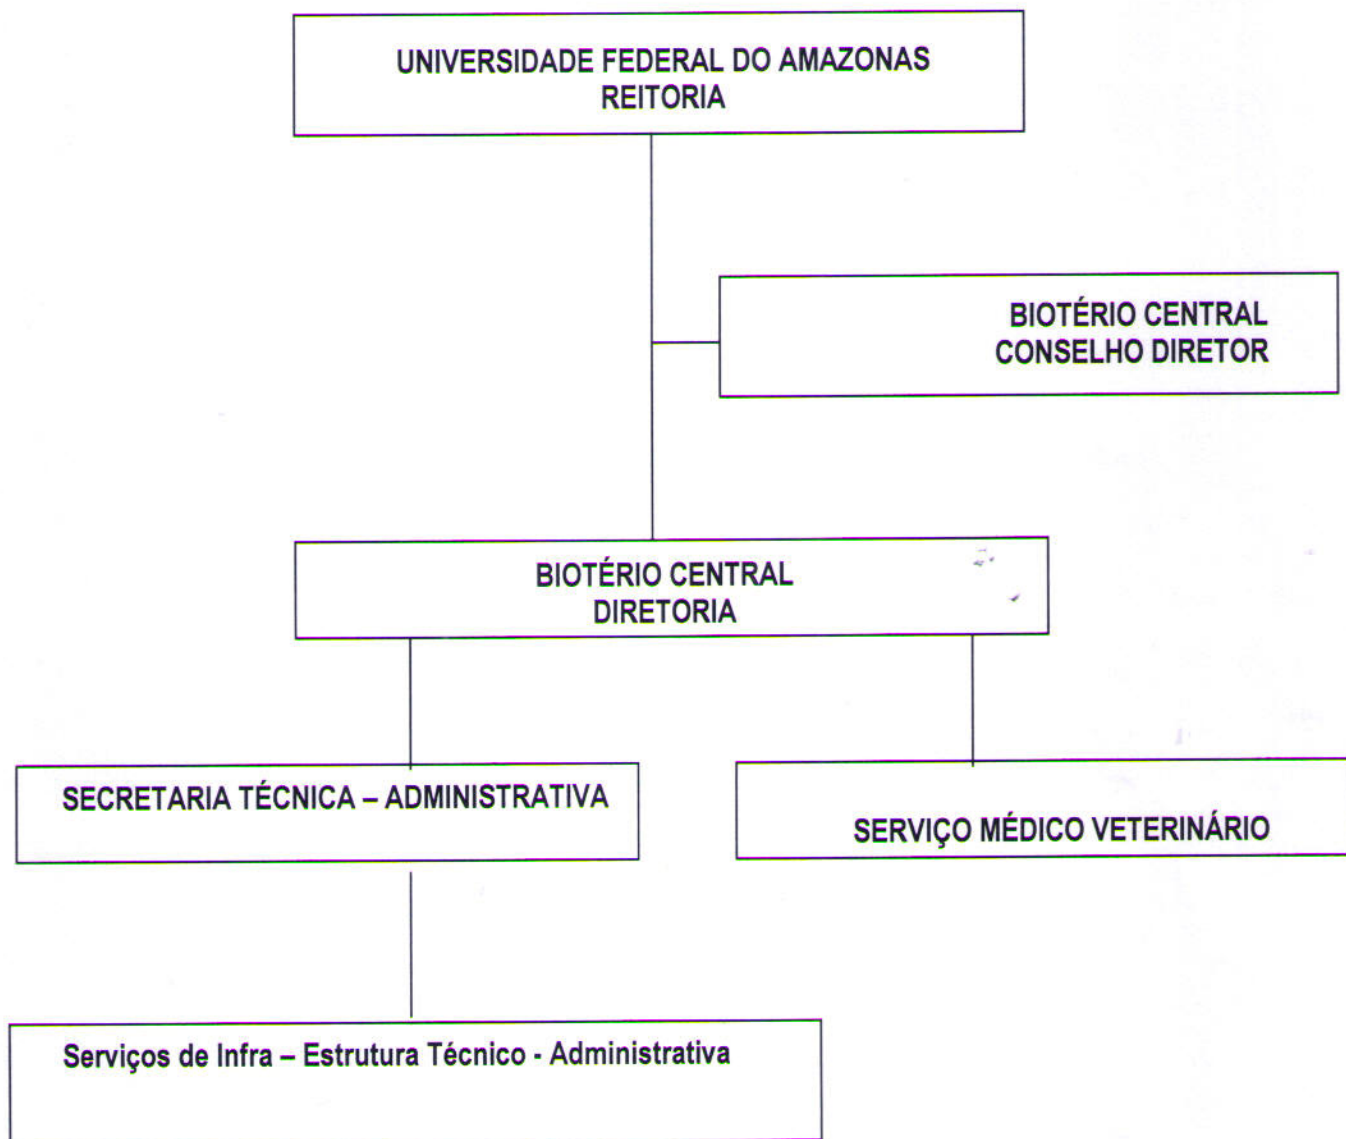 UNIVERSIDADE FEDERAL DO AMAZONAS
REITORIA
BIOTÉRIO CENTRAL
CONSELHO DIRETOR
BIOTÉRIO CENTRAL
DIRETORIA
SECRETARIA TÉCNICA – ADMINISTRATIVA
SERVIÇO MÉDICO VETERINÁRIO
Serviços de Infra – Estrutura Técnico - Administrativa